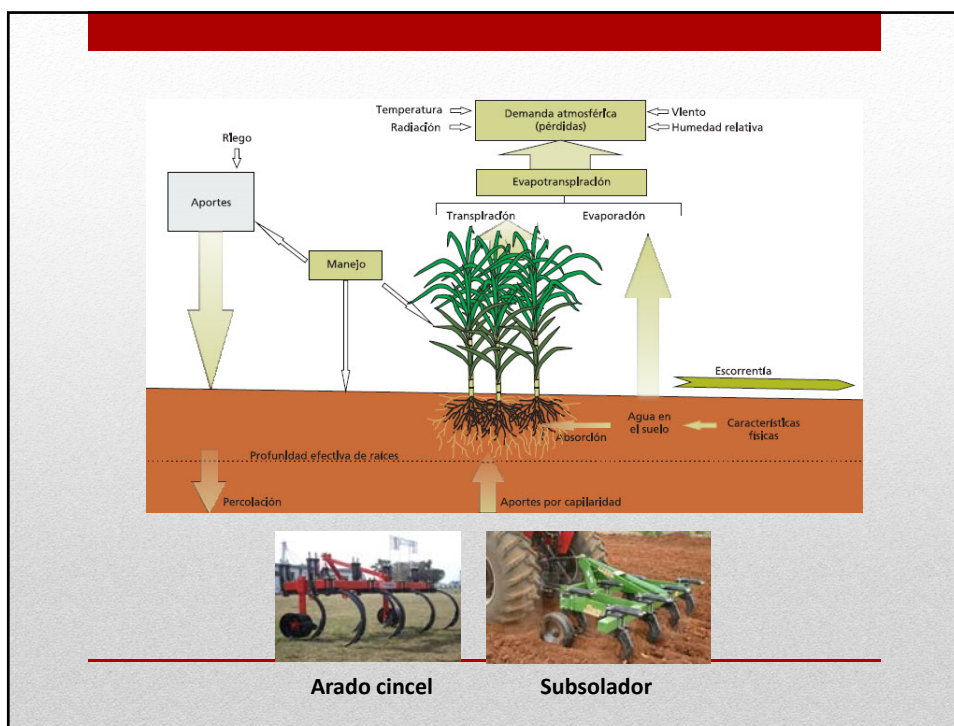 Temperatura
Radiación
Demanda atmosférica
(pérdidas)
Viento
Humedad relativa
Riego
Aportes
Evapotranspiración
Transpiración
Evaporación
Manejo
Escorrentía
Agua en
el suelo
Características
físicas
Absorción
Profunidad efectiva de raíces
Percolación
Aportes por capilaridad
Arado cincel
Subsolador